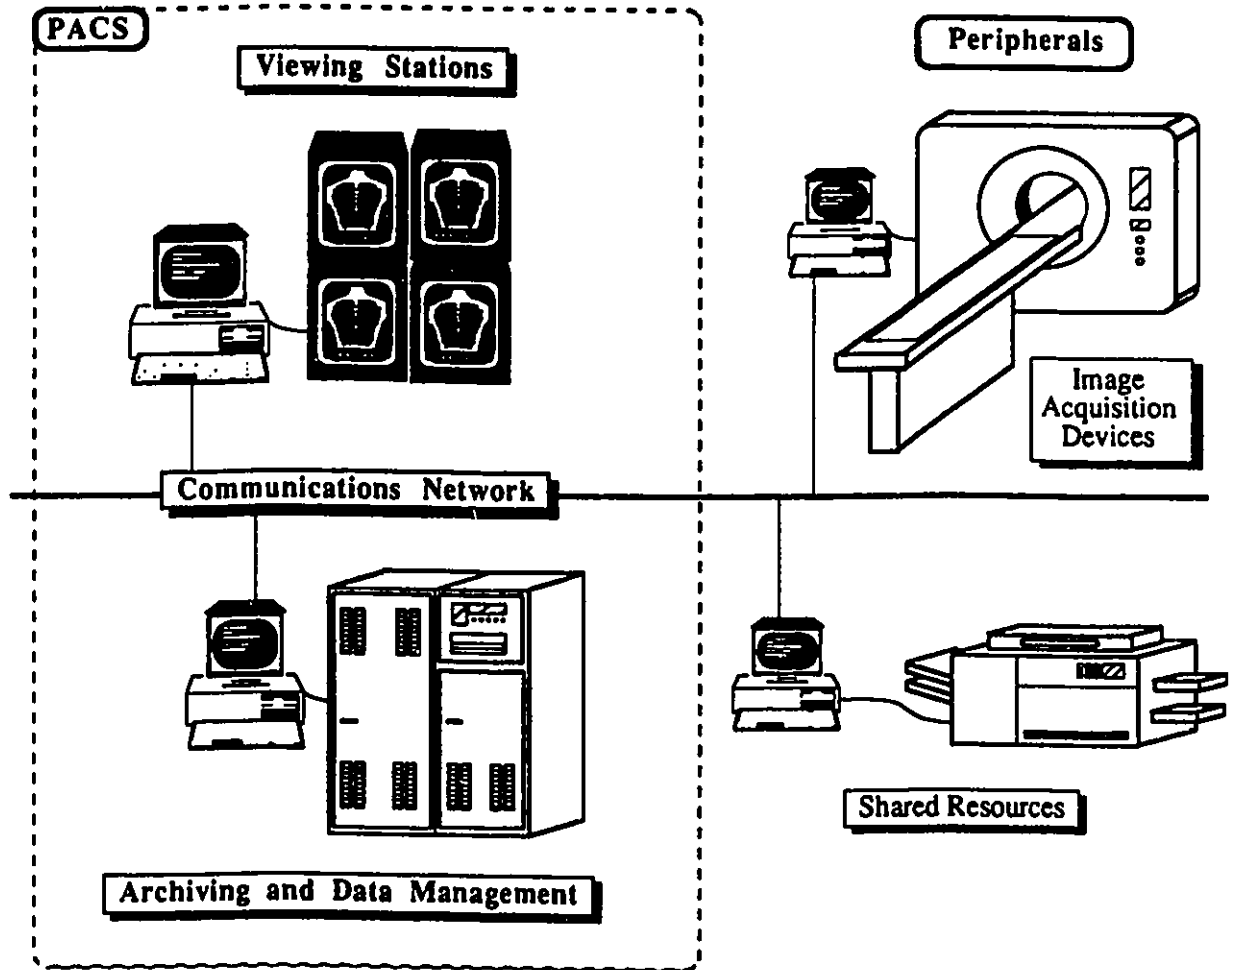 PACS
Viewing Stations
Peripherals
Image
Acquisition
Devices
Communications Network
Shared Resources
Archiving and Data Management